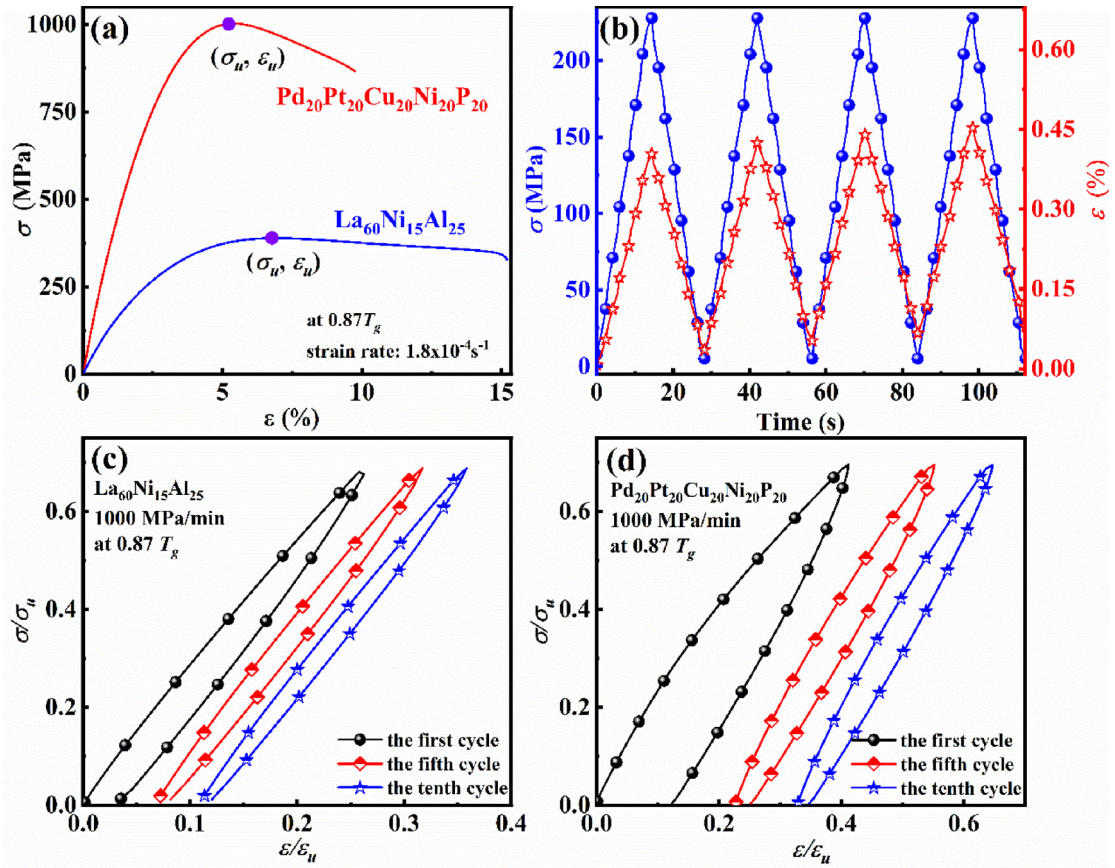 (a)
1000
750
500
250
0
σ (MPa)
(σu, εu)
Pd20Pt20Cu20Ni20P20
La60Ni15Al25
(σu, εu)
at 0.87Tg
strain rate: 1.8x10-4s-1
0 5 10 15
ε (%)
(b)
200
150
100
50
0
σ (MPa)
0.60
0.45
0.30
0.15
0.00
ε (%)
0 20 40 60 80 100
Time (s)
(c)
La60Ni15Al25
1000 MPa/min
at 0.87 Tg
0.6
0.4
0.2
0.0
σ/σu
the first cycle
the fifth cycle
the tenth cycle
0.0 0.1 0.2 0.3 0.4
ε/εu
(d)
Pd20Pt20Cu20Ni20P20
1000 MPa/min
at 0.87 Tg
0.6
0.4
0.2
0.0
σ/σu
the first cycle
the fifth cycle
the tenth cycle
0.0 0.2 0.4 0.6
ε/εu